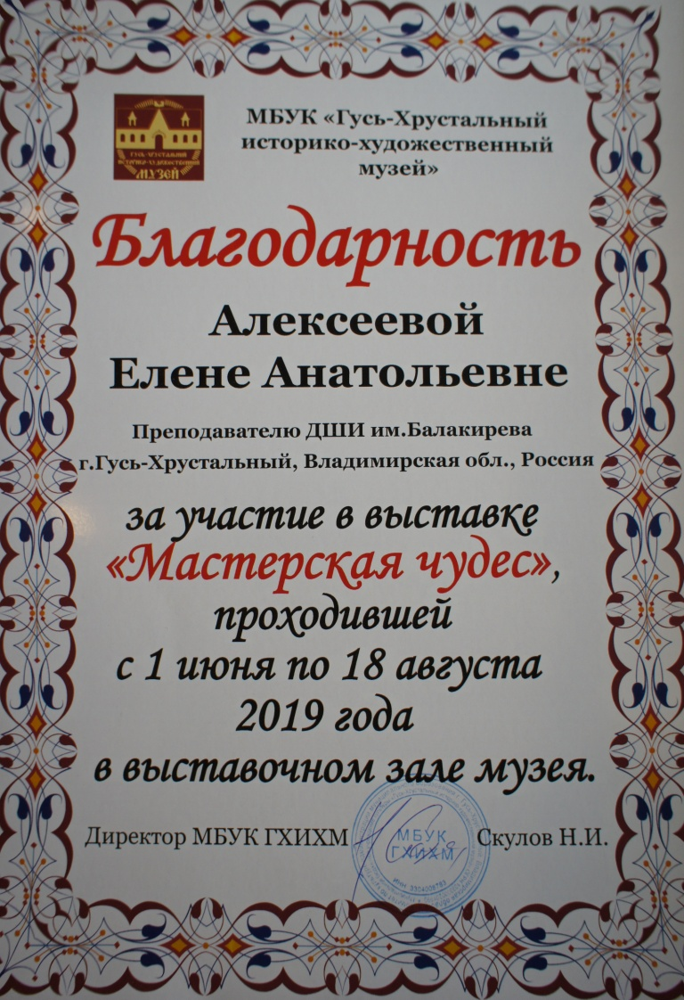 МБУК «Гусь-Хрустальный
историко-художественный
музей»
ГУСЬ-ХРУСТАЛЬНЫЙ
ИСТОРИКО-ХУДОЖЕСТВЕННЫЙ
МУЗЕЙ
Благодарность
Алексеевой
Елене Анатольевне
Преподавателю ДШИ им.Балакирева
г.Гусь-Хрустальный, Владимирская обл., Россия
за участие в выставке
«Мастерская чудес»,
проходившей
с 1 июня по 18 августа
2019 года
в выставочном зале музея.
Директор МБУК ГХИХМ
Скулов Н.И.
МБУК
ГХИХМ